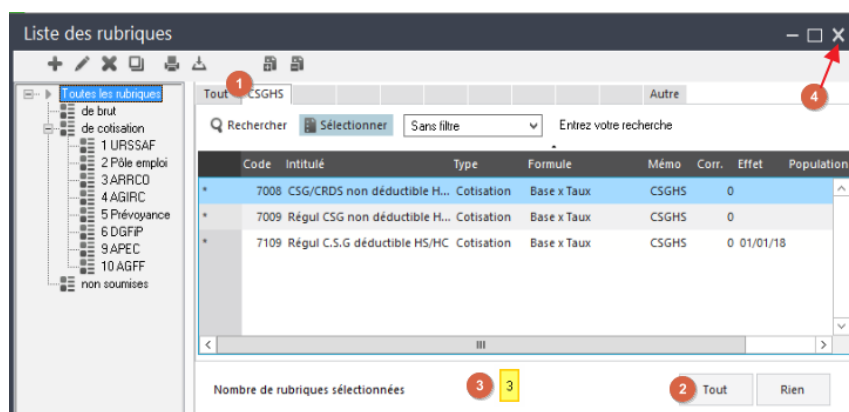 Liste des rubriques
Toutes les rubriques
de brut
de cotisation
1 URSSAF
2 Pôle emploi
3 ARRCO
4 AGIRC
5 Prévoyance
6 DGFiP
9 APEC
10 AGFF
non soumises
1
4
Tout CSGHS Autre
Rechercher Sélectionner Sans filtre Entrez votre recherche
Code Intitulé Type Formule Mémo Corr. Effet Population
* 7008 CSG/CRDS non déductible H... Cotisation Base x Taux CSGHS 0
* 7009 Régul CSG non déductible H... Cotisation Base x Taux CSGHS 0
* 7109 Régul C.S.G déductible HS/HC Cotisation Base x Taux CSGHS 0 01/01/18
Nombre de rubriques sélectionnées 3 3 2 Tout Rien